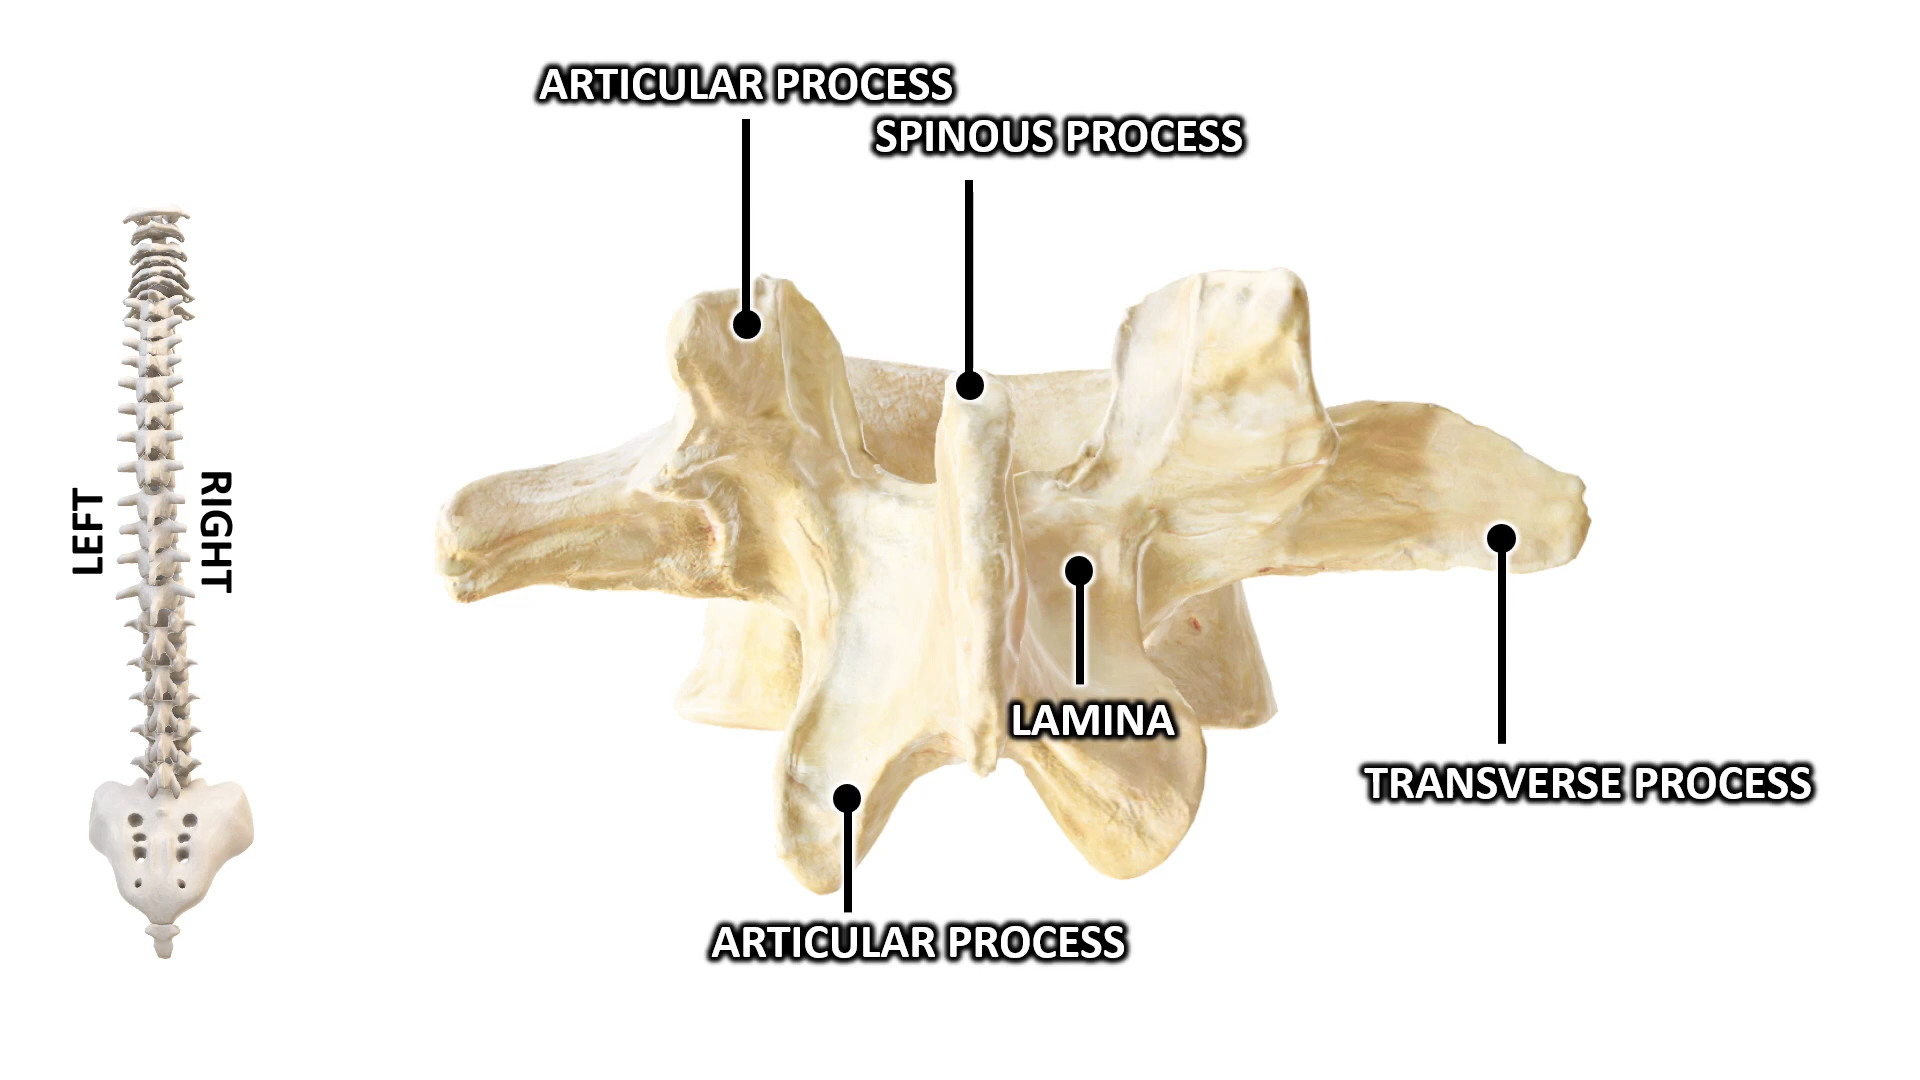 ARTICULAR PROCESS
SPINOUS PROCESS
LEFT
RIGHT
LAMINA
TRANSVERSE PROCESS
ARTICULAR PROCESS